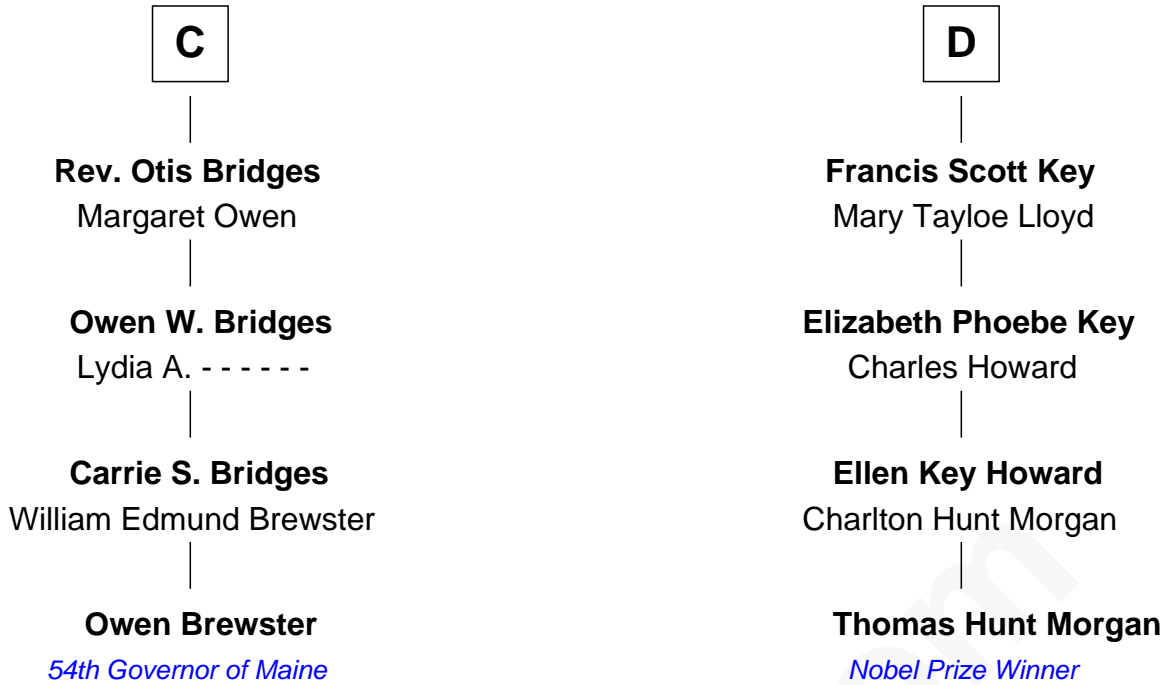 C
D
Rev. Otis Bridges
Margaret Owen
Francis Scott Key
Mary Tayloe Lloyd
Owen W. Bridges
Lydia A. - - - - - -
Elizabeth Phoebe Key
Charles Howard
Carrie S. Bridges
William Edmund Brewster
Ellen Key Howard
Charlton Hunt Morgan
Owen Brewster
54th Governor of Maine
Thomas Hunt Morgan
Nobel Prize Winner